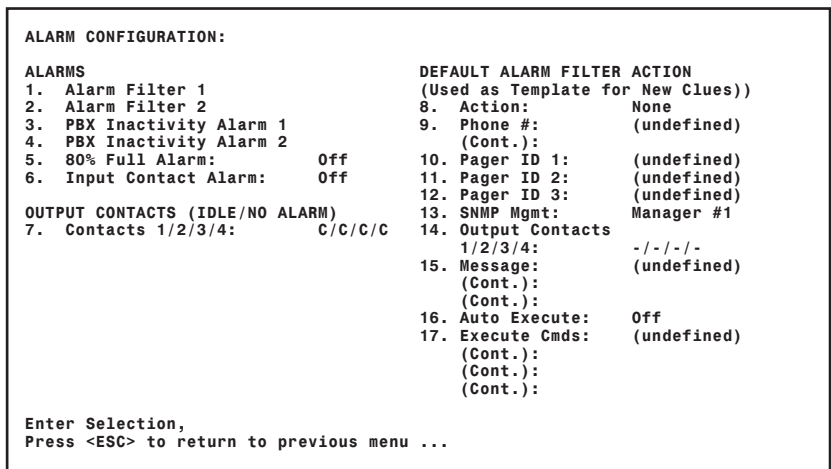 ALARM CONFIGURATION:
ALARMS
1. Alarm Filter 1
2. Alarm Filter 2
3. PBX Inactivity Alarm 1
4. PBX Inactivity Alarm 2
5. 80% Full Alarm: Off
6. Input Contact Alarm: Off
OUTPUT CONTACTS (IDLE/NO ALARM)
7. Contacts 1/2/3/4: C/C/C/C
DEFAULT ALARM FILTER ACTION
(Used as Template for New Clues))
8. Action: None
9. Phone #: (undefined)
(Cont.):
10. Pager ID 1: (undefined)
11. Pager ID 2: (undefined)
12. Pager ID 3: (undefined)
13. SNMP Mgmt: Manager #1
14. Output Contacts
1/2/3/4: -/-/-/-
15. Message: (undefined)
(Cont.):
(Cont.):
16. Auto Execute: Off
17. Execute Cmds: (undefined)
(Cont.):
(Cont.):
(Cont.):
Enter Selection,
Press <ESC> to return to previous menu ...